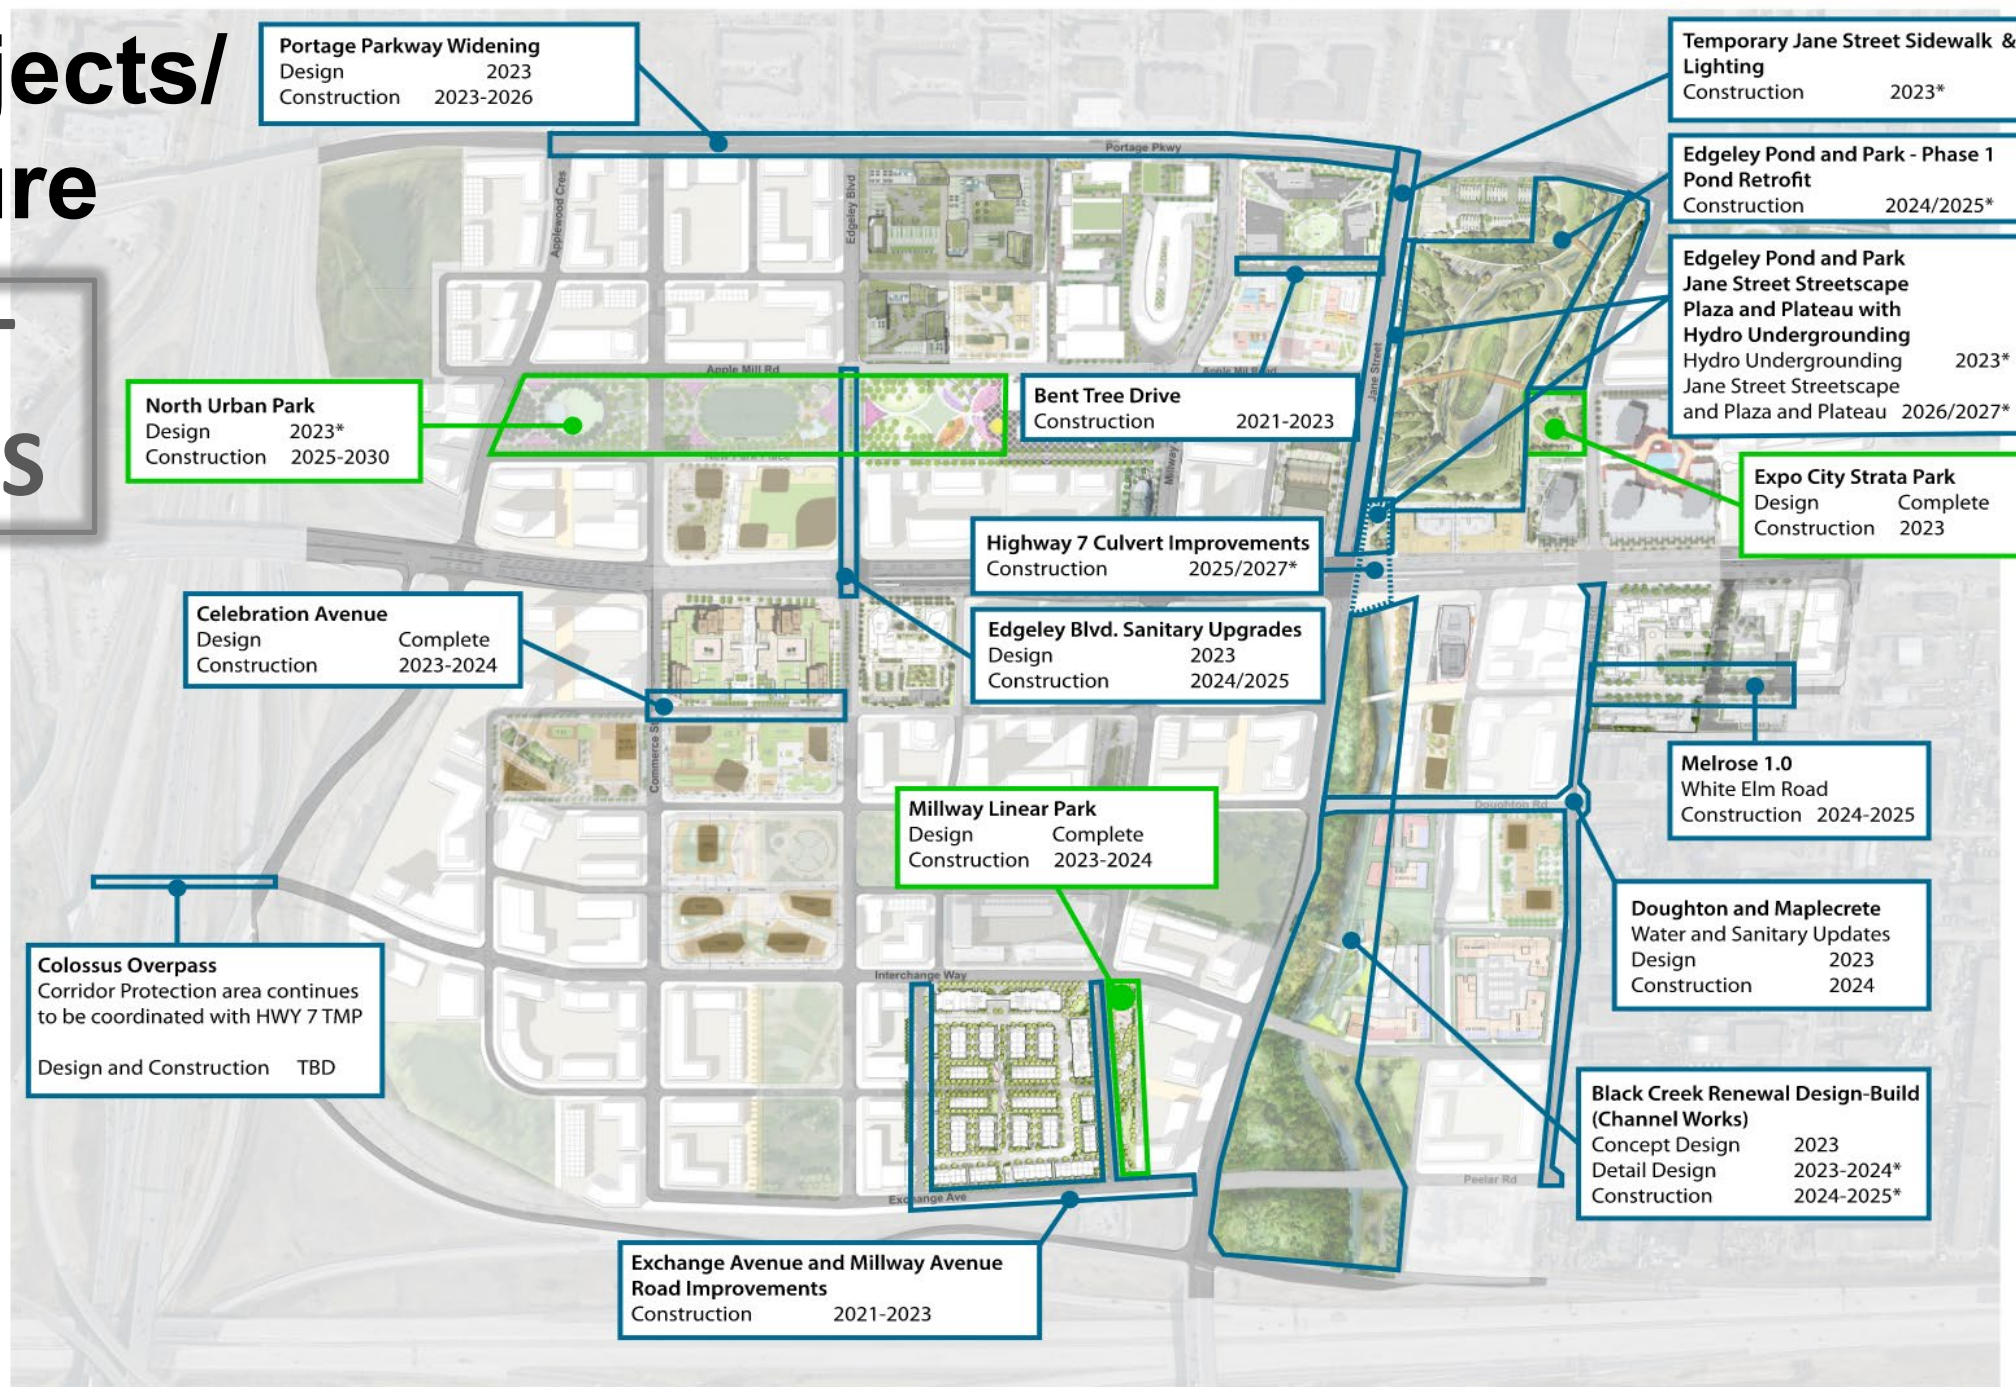 jects/
ure
S
Portage Parkway Widening
Design 2023
Construction 2023-2026
Temporary Jane Street Sidewalk &
Lighting
Construction 2023*
Edgeley Pond and Park - Phase 1
Pond Retrofit
Construction 2024/2025*
Edgeley Pond and Park
Jane Street Streetscape
Plaza and Plateau with
Hydro Undergrounding
Hydro Undergrounding 2023*
Jane Street Streetscape
and Plaza and Plateau 2026/2027*
Portage Pkwy
Applewood Cres
Edgeley Blvd
Jane Street
Apple Mill Rd
Apple Mill Road
North Urban Park
Design 2023*
Construction 2025-2030
New Park Place
Bent Tree Drive
Construction 2021-2023
Millway
Expo City Strata Park
Design Complete
Construction 2023
Highway 7 Culvert Improvements
Construction 2025/2027*
Celebration Avenue
Design Complete
Construction 2023-2024
Edgeley Blvd. Sanitary Upgrades
Design 2023
Construction 2024/2025
Commerce St
Melrose 1.0
White Elm Road
Construction 2024-2025
Doughton Rd
Millway Linear Park
Design Complete
Construction 2023-2024
Doughton and Maplecrete
Water and Sanitary Updates
Design 2023
Construction 2024
Colossus Overpass
Corridor Protection area continues
to be coordinated with HWY 7 TMP
Design and Construction TBD
Interchange Way
Exchange Ave
Peelar Rd
Black Creek Renewal Design-Build
(Channel Works)
Concept Design 2023
Detail Design 2023-2024*
Construction 2024-2025*
Exchange Avenue and Millway Avenue
Road Improvements
Construction 2021-2023